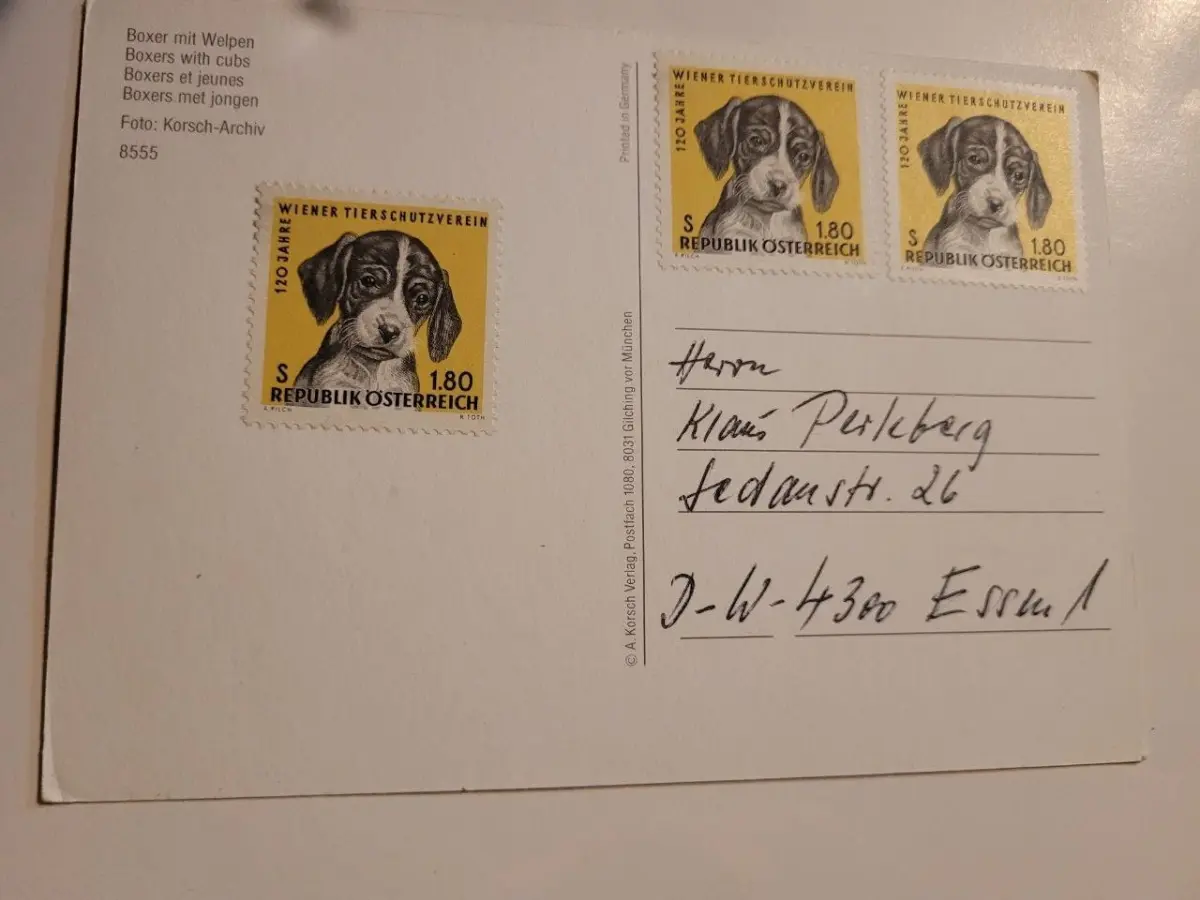 Boxer mit Welpen
Boxers with cubs
Boxers et jeunes
Boxers met jongen
Foto: Korsch-Archiv
8555
Printed in Germany
© A. Korsch Verlag, Postfach 1080, 8031 Gilching vor München
WIENER TIERSCHUTZVEREIN
120 JAHRE
S 1.80
REPUBLIK ÖSTERREICH
A. PILCH R. TOTH
WIENER TIERSCHUTZVEREIN
120 JAHRE
S 1.80
REPUBLIK ÖSTERREICH
WIENER TIERSCHUTZVEREIN
120 JAHRE
S 1.80
REPUBLIK ÖSTERREICH
Herrn
Klaus Perleberg
Sedanstr. 26
D-W-4300 Essen 1